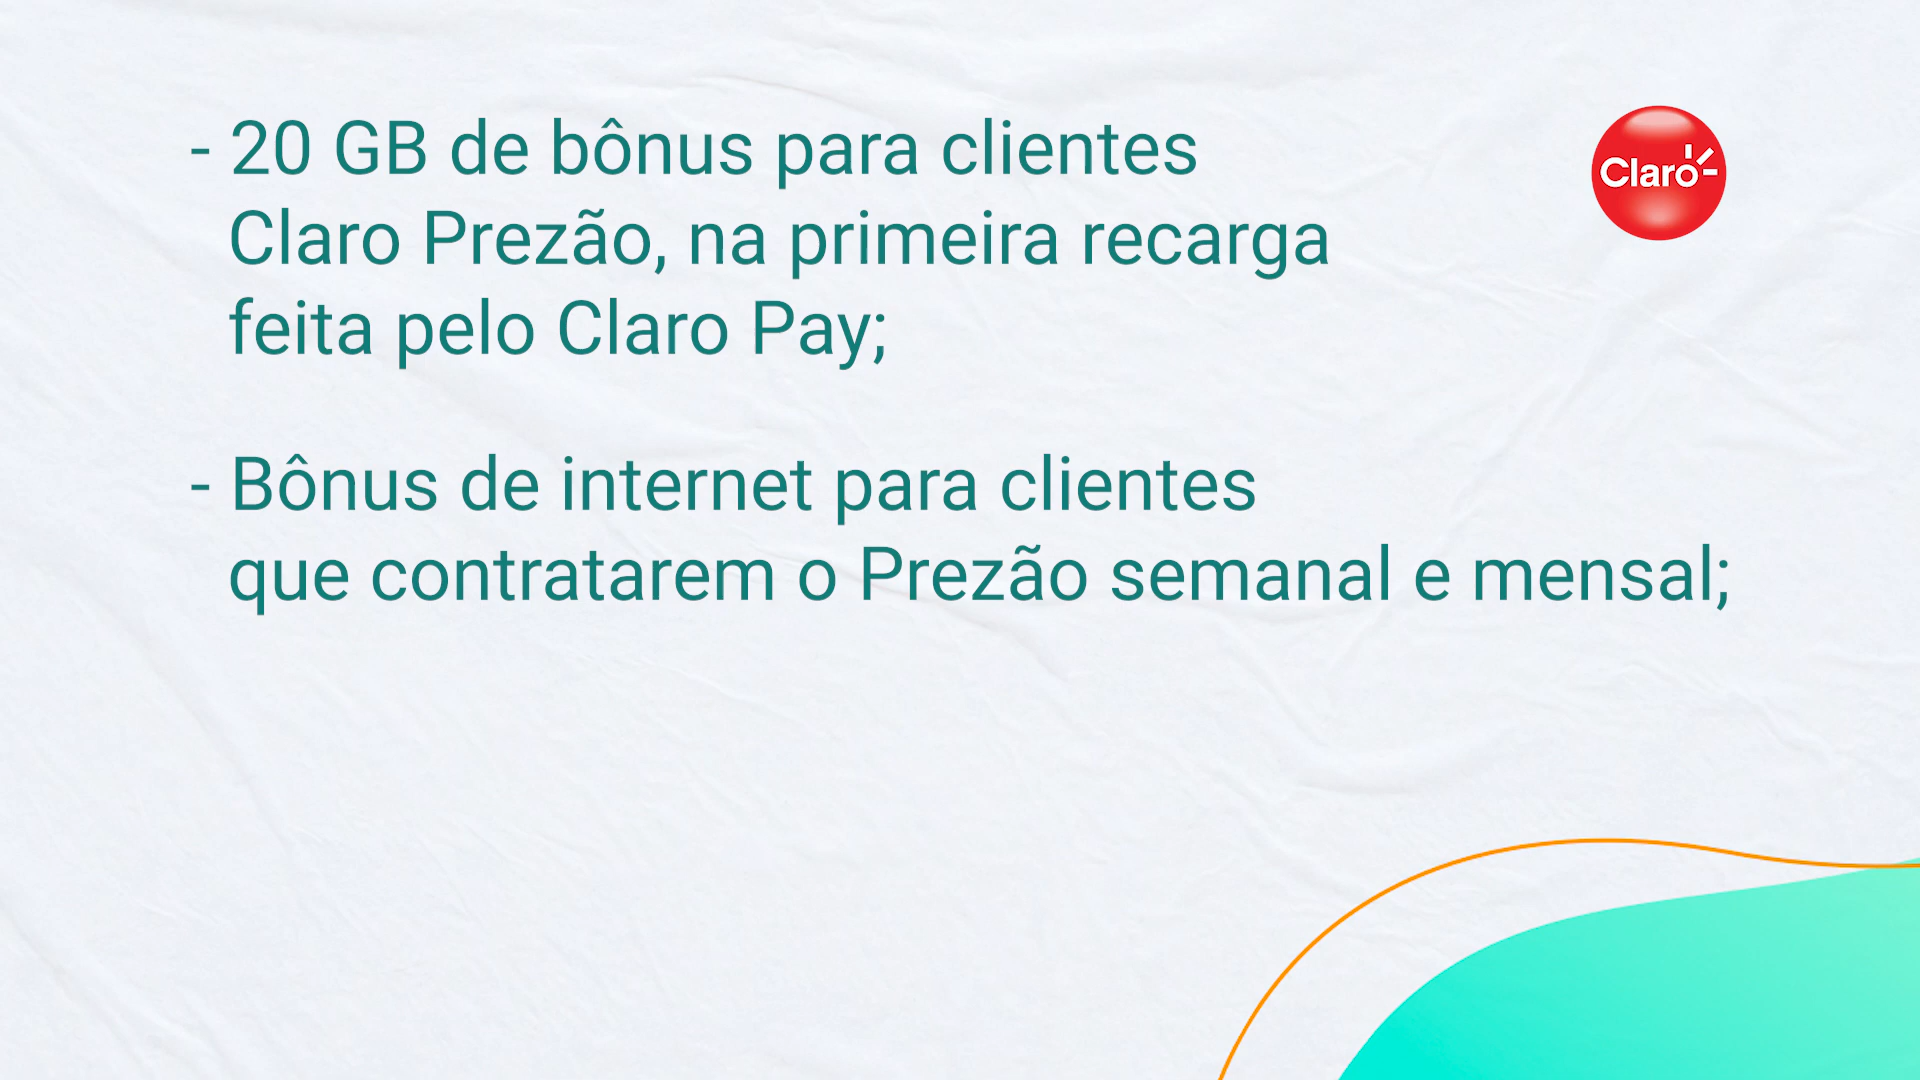 - 20 GB de bônus para clientes
Claro Prezão, na primeira recarga
feita pelo Claro Pay;
Claro
- Bônus de internet para clientes
que contratarem o Prezão semanal e mensal;